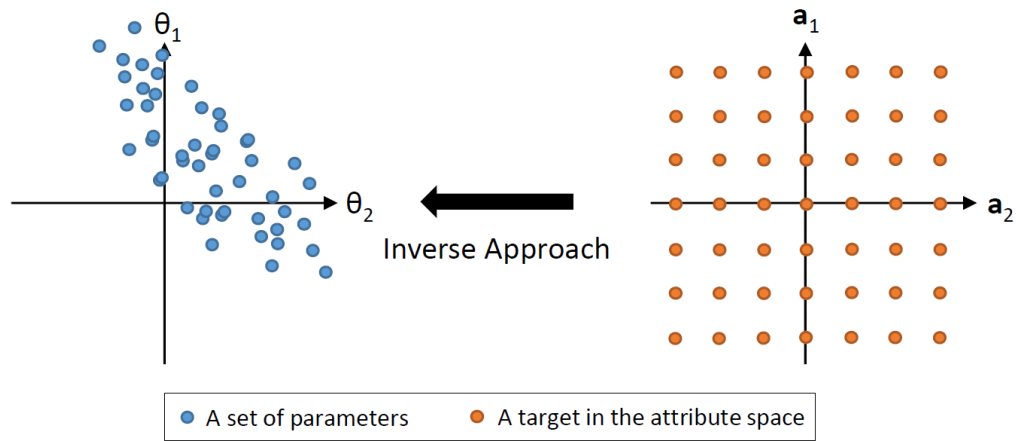 θ1
a1
θ2
a2
Inverse Approach
A set of parameters
A target in the attribute space